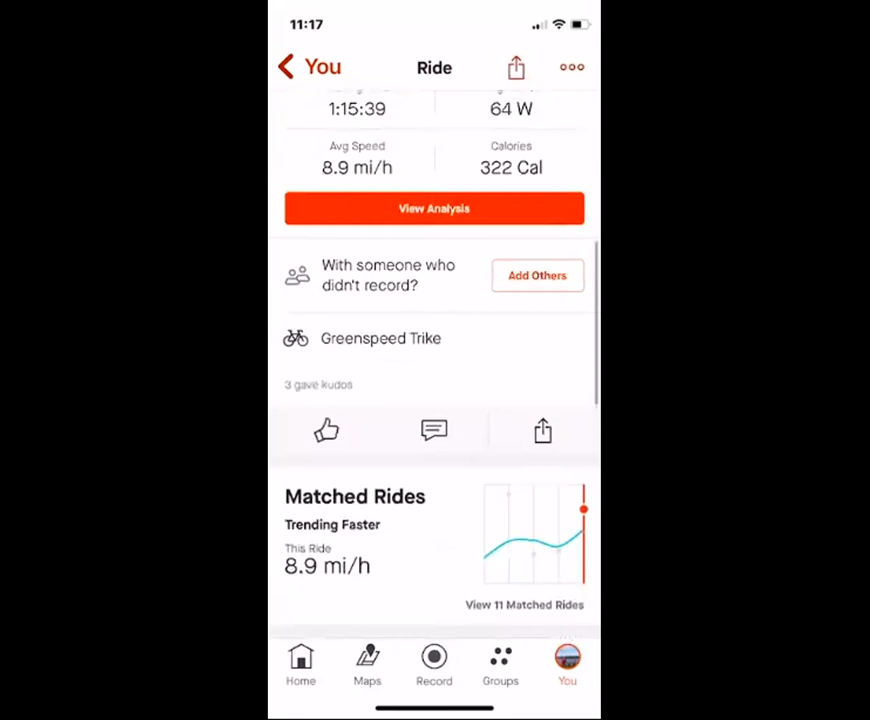 11:17
You
Ride
1:15:39
64 W
Avg Speed
Calories
8.9 mi/h
322 Cal
View Analysis
With someone who
didn't record?
Add Others
Greenspeed Trike
3 gave kudos
Matched Rides
Trending Faster
This Ride
8.9 mi/h
View 11 Matched Rides
Home
Maps
Record
Groups
You